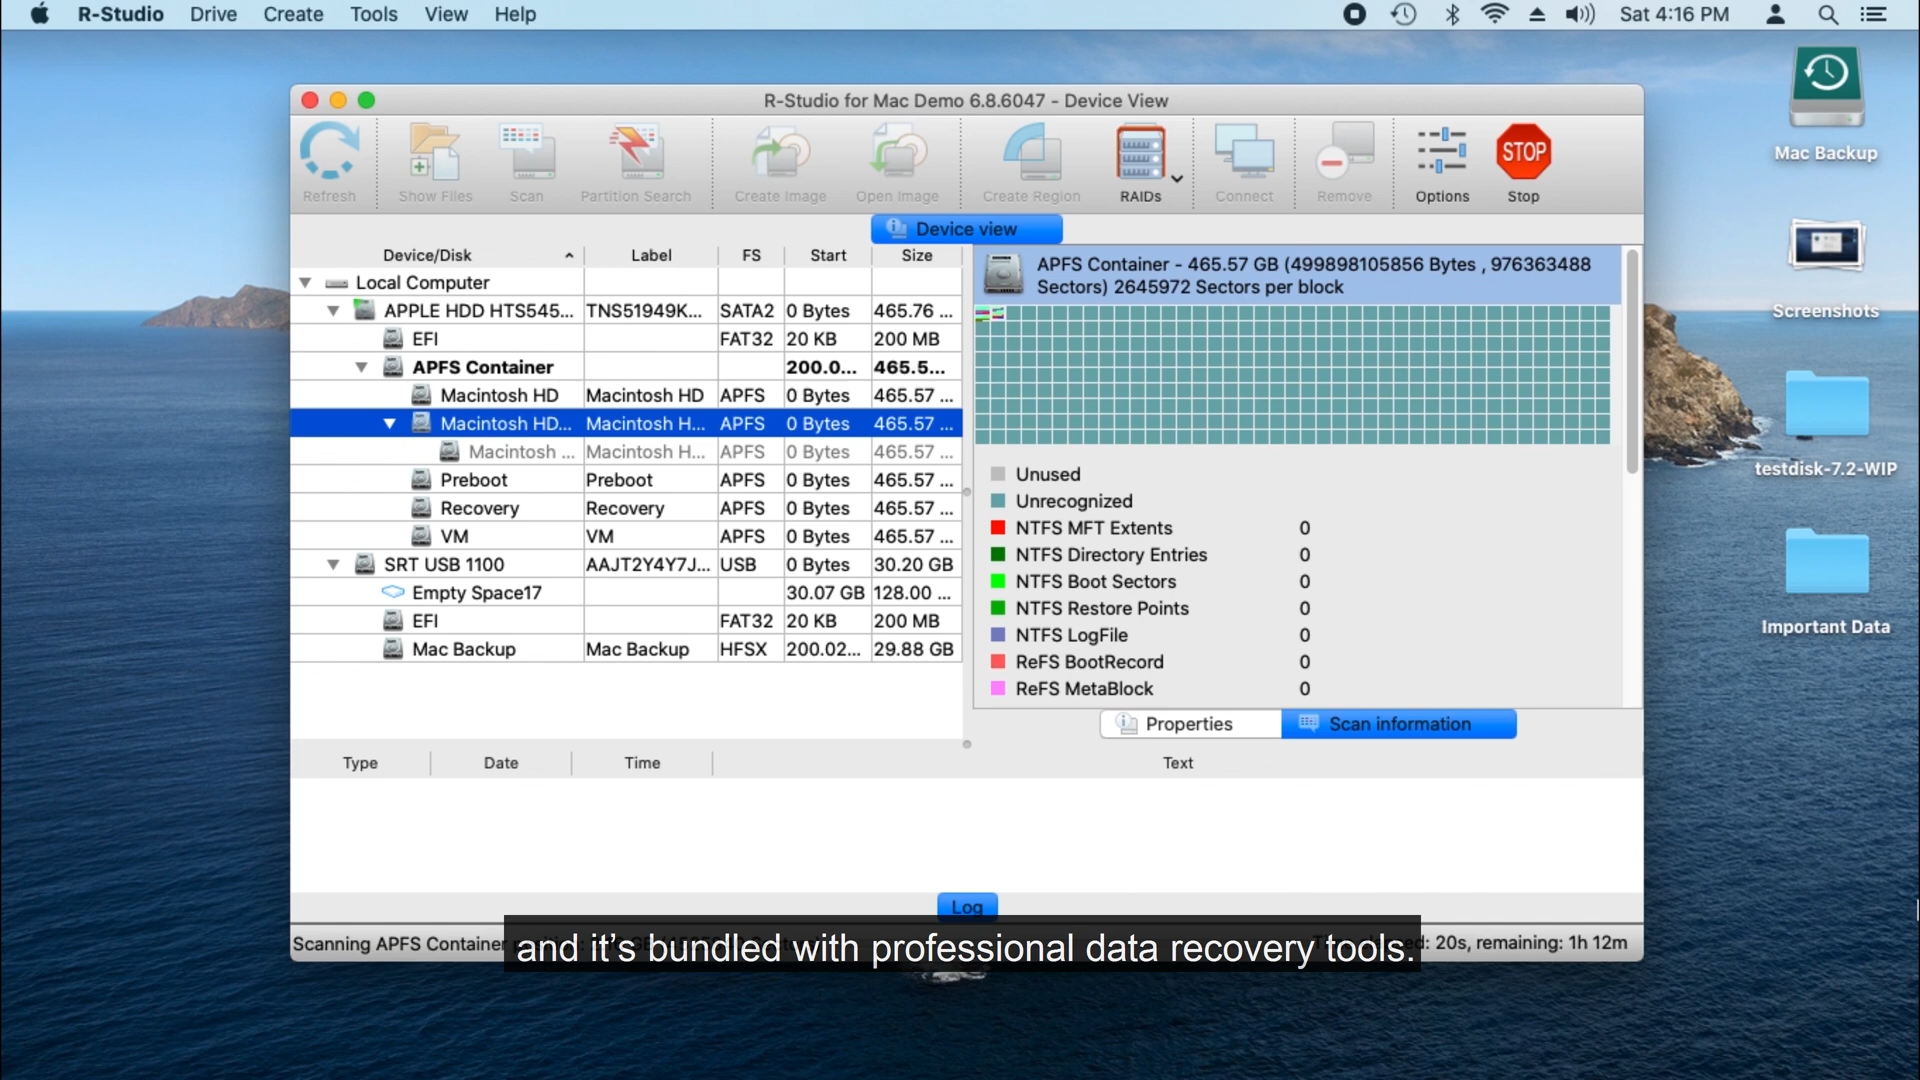 R-Studio Drive Create Tools View Help Sat 4:16 PM
R-Studio for Mac Demo 6.8.6047 - Device View
Refresh Show Files Scan Partition Search Create Image Open Image Create Region RAIDs Connect Remove Options STOP Stop
Device view
Device/Disk Label FS Start Size
Local Computer
APPLE HDD HTS545... TNS51949K... SATA2 0 Bytes 465.76 ...
EFI FAT32 20 KB 200 MB
APFS Container 200.0... 465.5...
Macintosh HD Macintosh HD APFS 0 Bytes 465.57 ...
Macintosh HD... Macintosh H... APFS 0 Bytes 465.57 ...
Macintosh ... Macintosh H... APFS 0 Bytes 465.57 ...
Preboot Preboot APFS 0 Bytes 465.57 ...
Recovery Recovery APFS 0 Bytes 465.57 ...
VM VM APFS 0 Bytes 465.57 ...
SRT USB 1100 AAJT2Y4Y7J... USB 0 Bytes 30.20 GB
Empty Space17 30.07 GB 128.00 ...
EFI FAT32 20 KB 200 MB
Mac Backup Mac Backup HFSX 200.02... 29.88 GB
APFS Container - 465.57 GB (499898105856 Bytes , 976363488
Sectors) 2645972 Sectors per block
Unused
Unrecognized
NTFS MFT Extents 0
NTFS Directory Entries 0
NTFS Boot Sectors 0
NTFS Restore Points 0
NTFS LogFile 0
ReFS BootRecord 0
ReFS MetaBlock 0
Properties Scan information
Type Date Time Text
Log
Scanning APFS Container 20s, remaining: 1h 12m
and it's bundled with professional data recovery tools.
Mac Backup
Screenshots
testdisk-7.2-WIP
Important Data